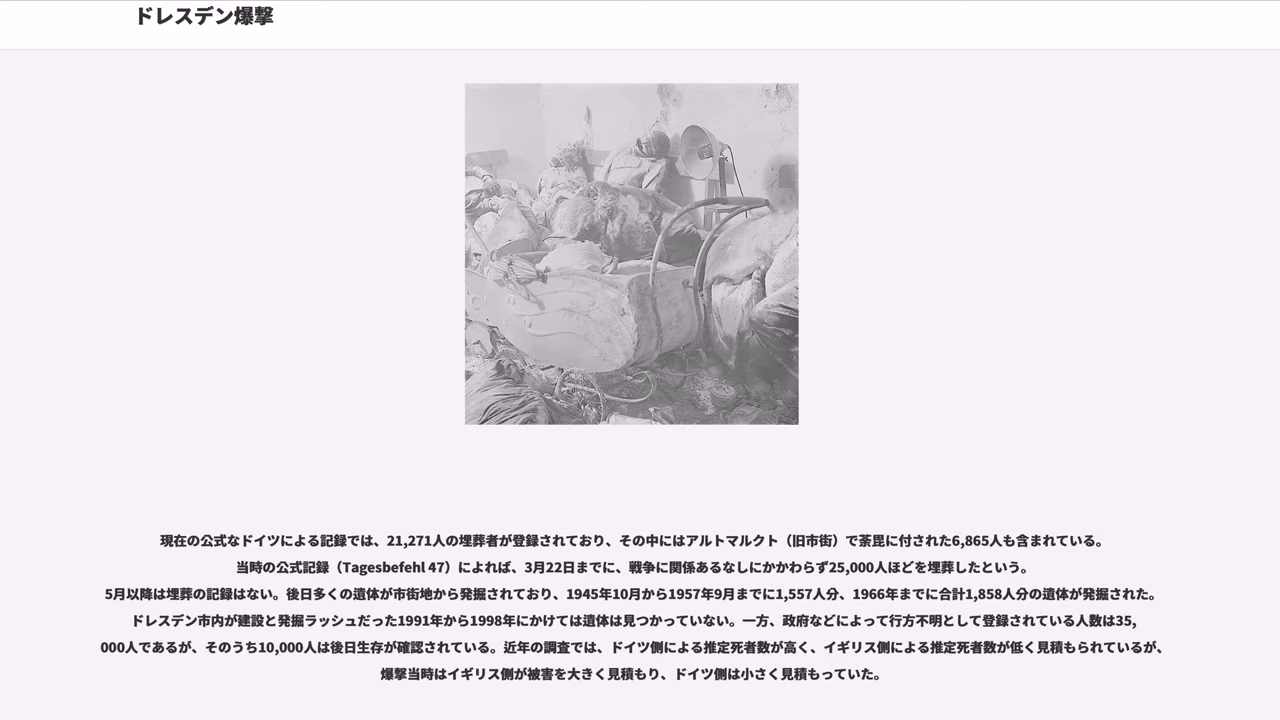 ドレスデン爆撃
現在の公式なドイツによる記録では、21,271人の埋葬者が登録されており、その中にはアルトマルクト（旧市街）で荼毘に付された6,865人も含まれている。
当時の公式記録（Tagesbefehl 47）によれば、3月22日までに、戦争に関係あるなしにかかわらず25,000人ほどを埋葬したという。
5月以降は埋葬の記録はない。後日多くの遺体が市街地から発掘されており、1945年10月から1957年9月までに1,557人分、1966年までに合計1,858人分の遺体が発掘された。
ドレスデン市内が建設と発掘ラッシュだった1991年から1998年にかけては遺体は見つかっていない。一方、政府などによって行方不明として登録されている人数は35,
000人であるが、そのうち10,000人は後日生存が確認されている。近年の調査では、ドイツ側による推定死者数が高く、イギリス側による推定死者数が低く見積もられているが、
爆撃当時はイギリス側が被害を大きく見積もり、ドイツ側は小さく見積もっていた。